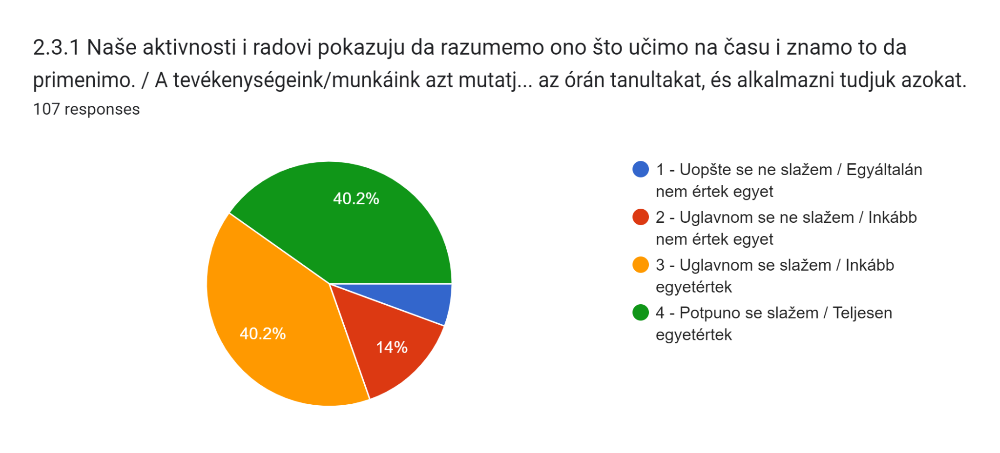 2.3.1 Naše aktivnosti i radovi pokazuju da razumemo ono što učimo na času i znamo to da
primenimo. / A tevékenységeink/munkáink azt mutatj... az órán tanultakat, és alkalmazni tudjuk azokat.
107 responses
40.2%
40.2%
14%
1 - Uopšte se ne slažem / Egyáltalán
nem értek egyet
2 - Uglavnom se ne slažem / Inkább
nem értek egyet
3 - Uglavnom se slažem / Inkább
egyetértek
4 - Potpuno se slažem / Teljesen
egyetértek